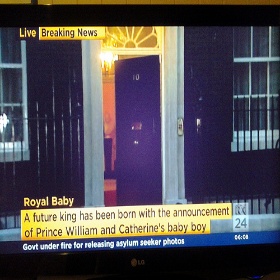 Live Breaking News
10
Royal Baby
A future king has been born with the announcement
of Prince William and Catherine's baby boy
24
Govt under fire for releasing asylum seeker photos
06:08
LG